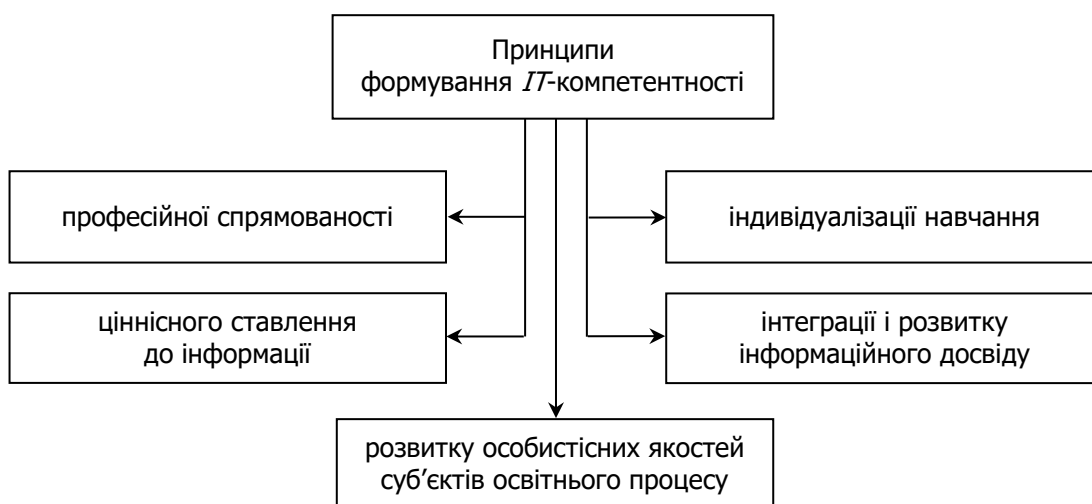 Принципи
формування IT-компетентності
професійної спрямованості
індивідуалізації навчання
ціннісного ставлення
до інформації
інтеграції і розвитку
інформаційного досвіду
розвитку особистісних якостей
суб’єктів освітнього процесу